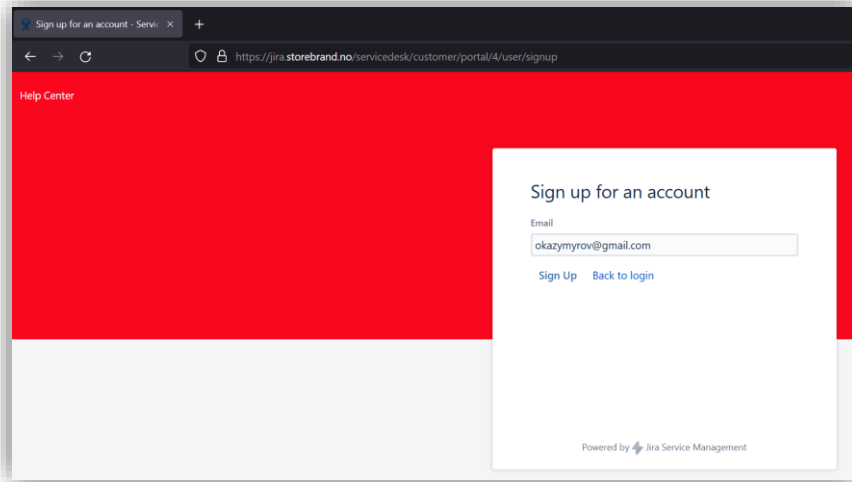 Sign up for an account - Servic
https://jira.storebrand.no/servicedesk/customer/portal/4/user/signup
Help Center
Sign up for an account
Email
okazymyrov@gmail.com
Sign Up Back to login
Powered by Jira Service Management